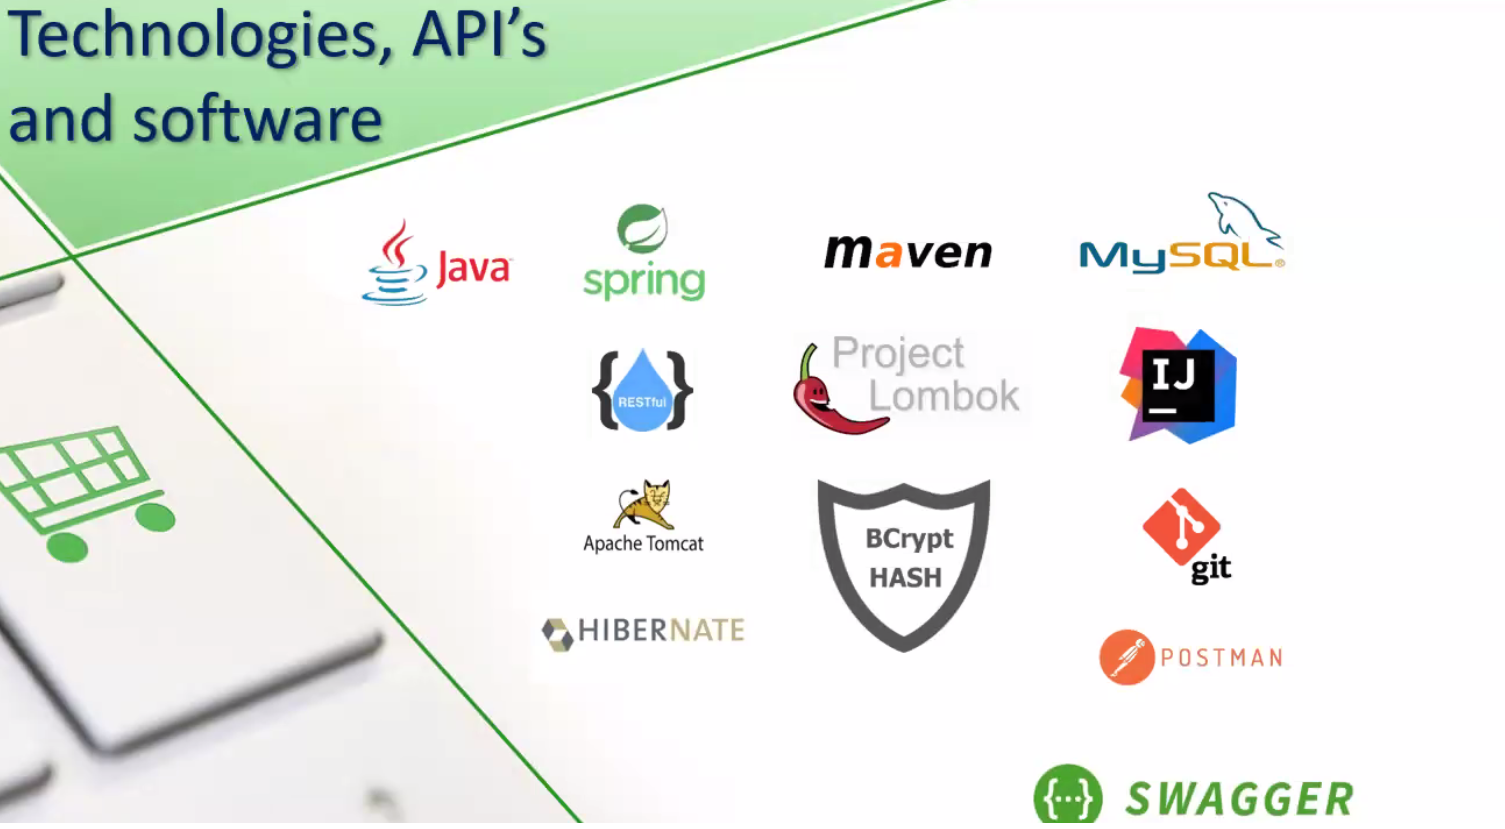 Technologies, API’s
and software
Java
spring
maven
MySQL®
{RESTful}
Project
Lombok
IJ
Apache Tomcat
BCrypt
HASH
git
HIBERNATE
POSTMAN
{...} SWAGGER